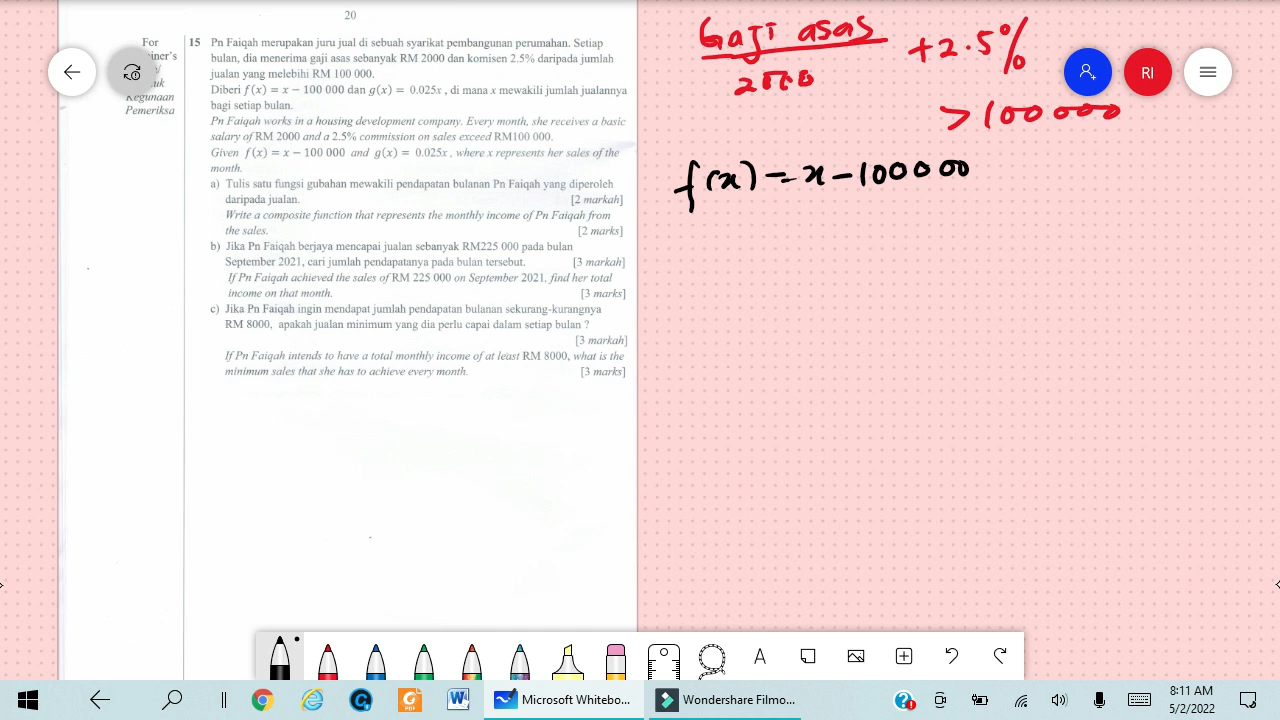 20
For
iner's
e/
uk
Kegunaan
Pemeriksa
15 Pn Faiqah merupakan juru jual di sebuah syarikat pembangunan perumahan. Setiap
bulan, dia menerima gaji asas sebanyak RM 2000 dan komisen 2.5% daripada jumlah
jualan yang melebihi RM 100 000.
Diberi f(x) = x − 100 000 dan g(x) = 0.025x, di mana x mewakili jumlah jualannya
bagi setiap bulan.
Pn Faiqah works in a housing development company. Every month, she receives a basic
salary of RM 2000 and a 2.5% commission on sales exceed RM100 000.
Given f(x) = x − 100 000 and g(x) = 0.025x, where x represents her sales of the
month.
a) Tulis satu fungsi gubahan mewakili pendapatan bulanan Pn Faiqah yang diperoleh
daripada jualan. [2 markah]
Write a composite function that represents the monthly income of Pn Faiqah from
the sales. [2 marks]
b) Jika Pn Faiqah berjaya mencapai jualan sebanyak RM225 000 pada bulan
September 2021, cari jumlah pendapatanya pada bulan tersebut. [3 markah]
If Pn Faiqah achieved the sales of RM 225 000 on September 2021, find her total
income on that month. [3 marks]
c) Jika Pn Faiqah ingin mendapat jumlah pendapatan bulanan sekurang-kurangnya
RM 8000, apakah jualan minimum yang dia perlu capai dalam setiap bulan ?
[3 markah]
If Pn Faiqah intends to have a total monthly income of at least RM 8000, what is the
minimum sales that she has to achieve every month. [3 marks]
Gaji asas +2.5%
2000
> 100 000
f(x) = x − 100 000
RI
A
Microsoft Whitebo...
Wondershare Filmo...
8:11 AM
5/2/2022